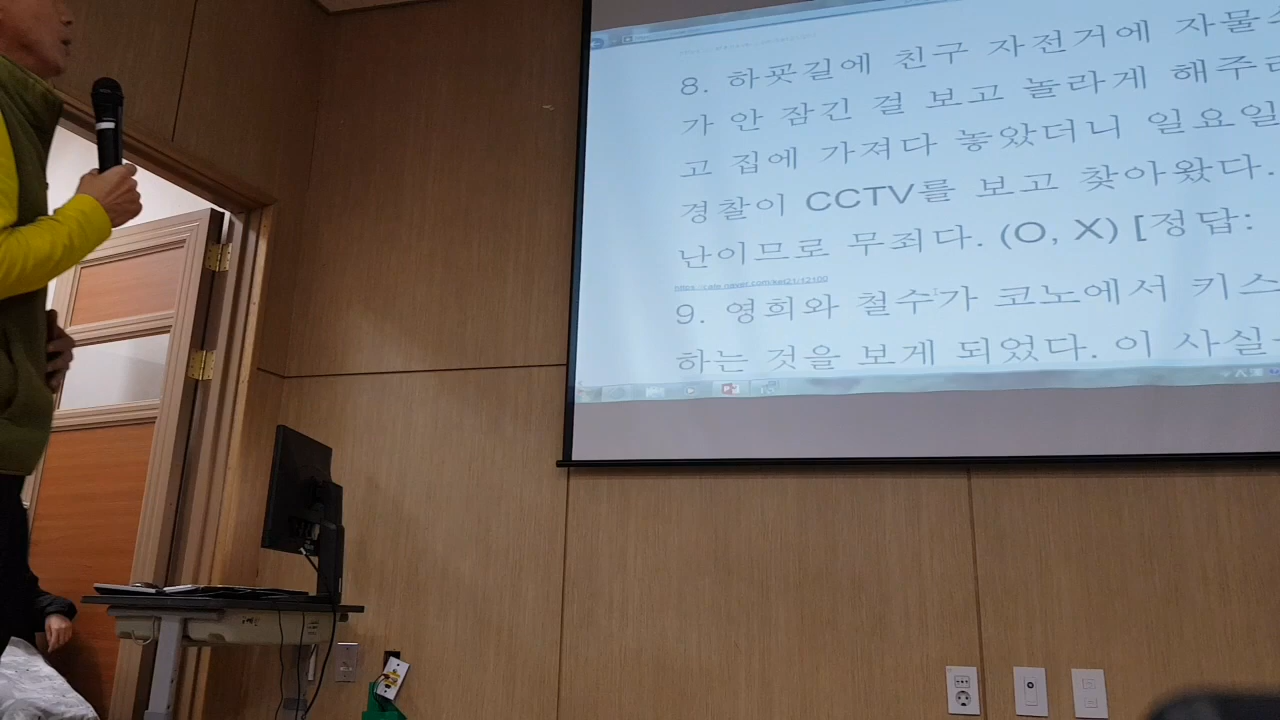 8. 하굣길에 친구 자전거에 자물
가 안 잠긴 걸 보고 놀라게 해주
고 집에 가져다 놓았더니 일요일
경찰이 CCTV를 보고 찾아왔다.
난이므로 무죄다. (O, X) [정답:
9. 영희와 철수가 코노에서 키스
하는 것을 보게 되었다. 이 사실